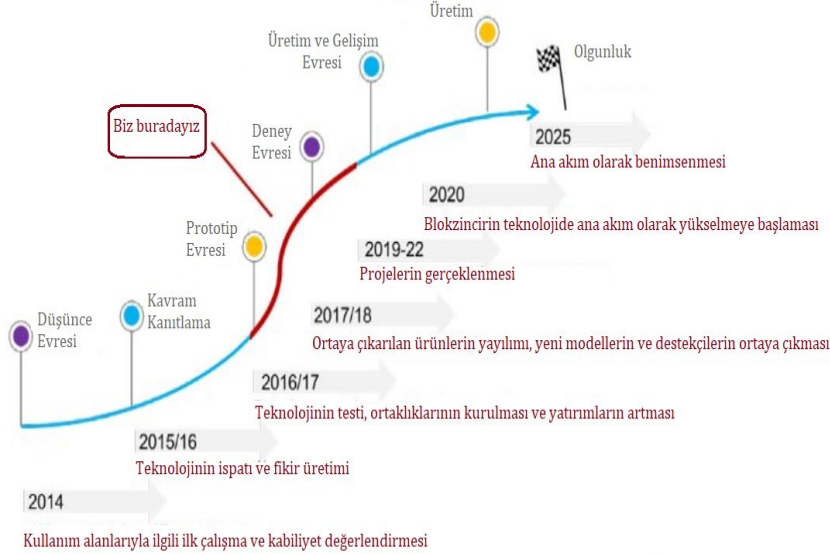 Üretim
Üretim ve Gelişim
Evresi
Olgunluk
Biz buradayız
Deney
Evresi
2025
Ana akım olarak benimsenmesi
2020
Blokzincirin teknolojide ana akım olarak yükselmeye başlaması
Prototip
Evresi
2019-22
Projelerin gerçeklenmesi
Kavram
Kanıtlama
Düşünce
Evresi
2017/18
Ortaya çıkarılan ürünlerin yayılımı, yeni modellerin ve destekçilerin ortaya çıkması
2016/17
Teknolojinin testi, ortaklıklarının kurulması ve yatırımların artması
2015/16
Teknolojinin ispatı ve fikir üretimi
2014
Kullanım alanlarıyla ilgili ilk çalışma ve kabiliyet değerlendirmesi